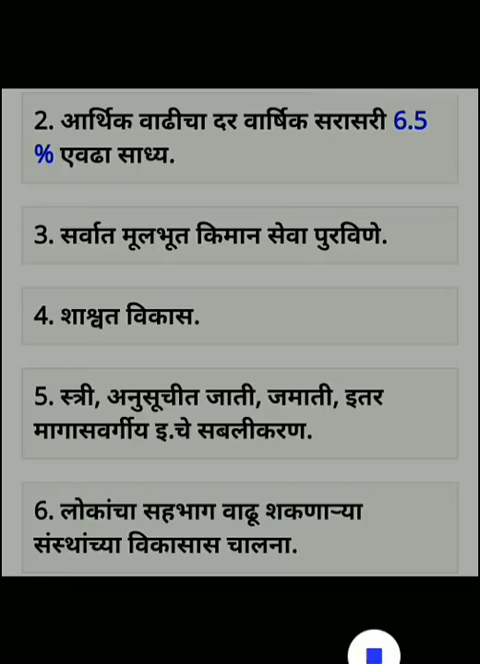 2. आर्थिक वाढीचा दर वार्षिक सरासरी 6.5
% एवढा साध्य.
3. सर्वात मूलभूत किमान सेवा पुरविणे.
4. शाश्वत विकास.
5. स्त्री, अनुसूचीत जाती, जमाती, इतर
मागासवर्गीय इ.चे सबलीकरण.
6. लोकांचा सहभाग वाढू शकणाऱ्या
संस्थांच्या विकासास चालना.